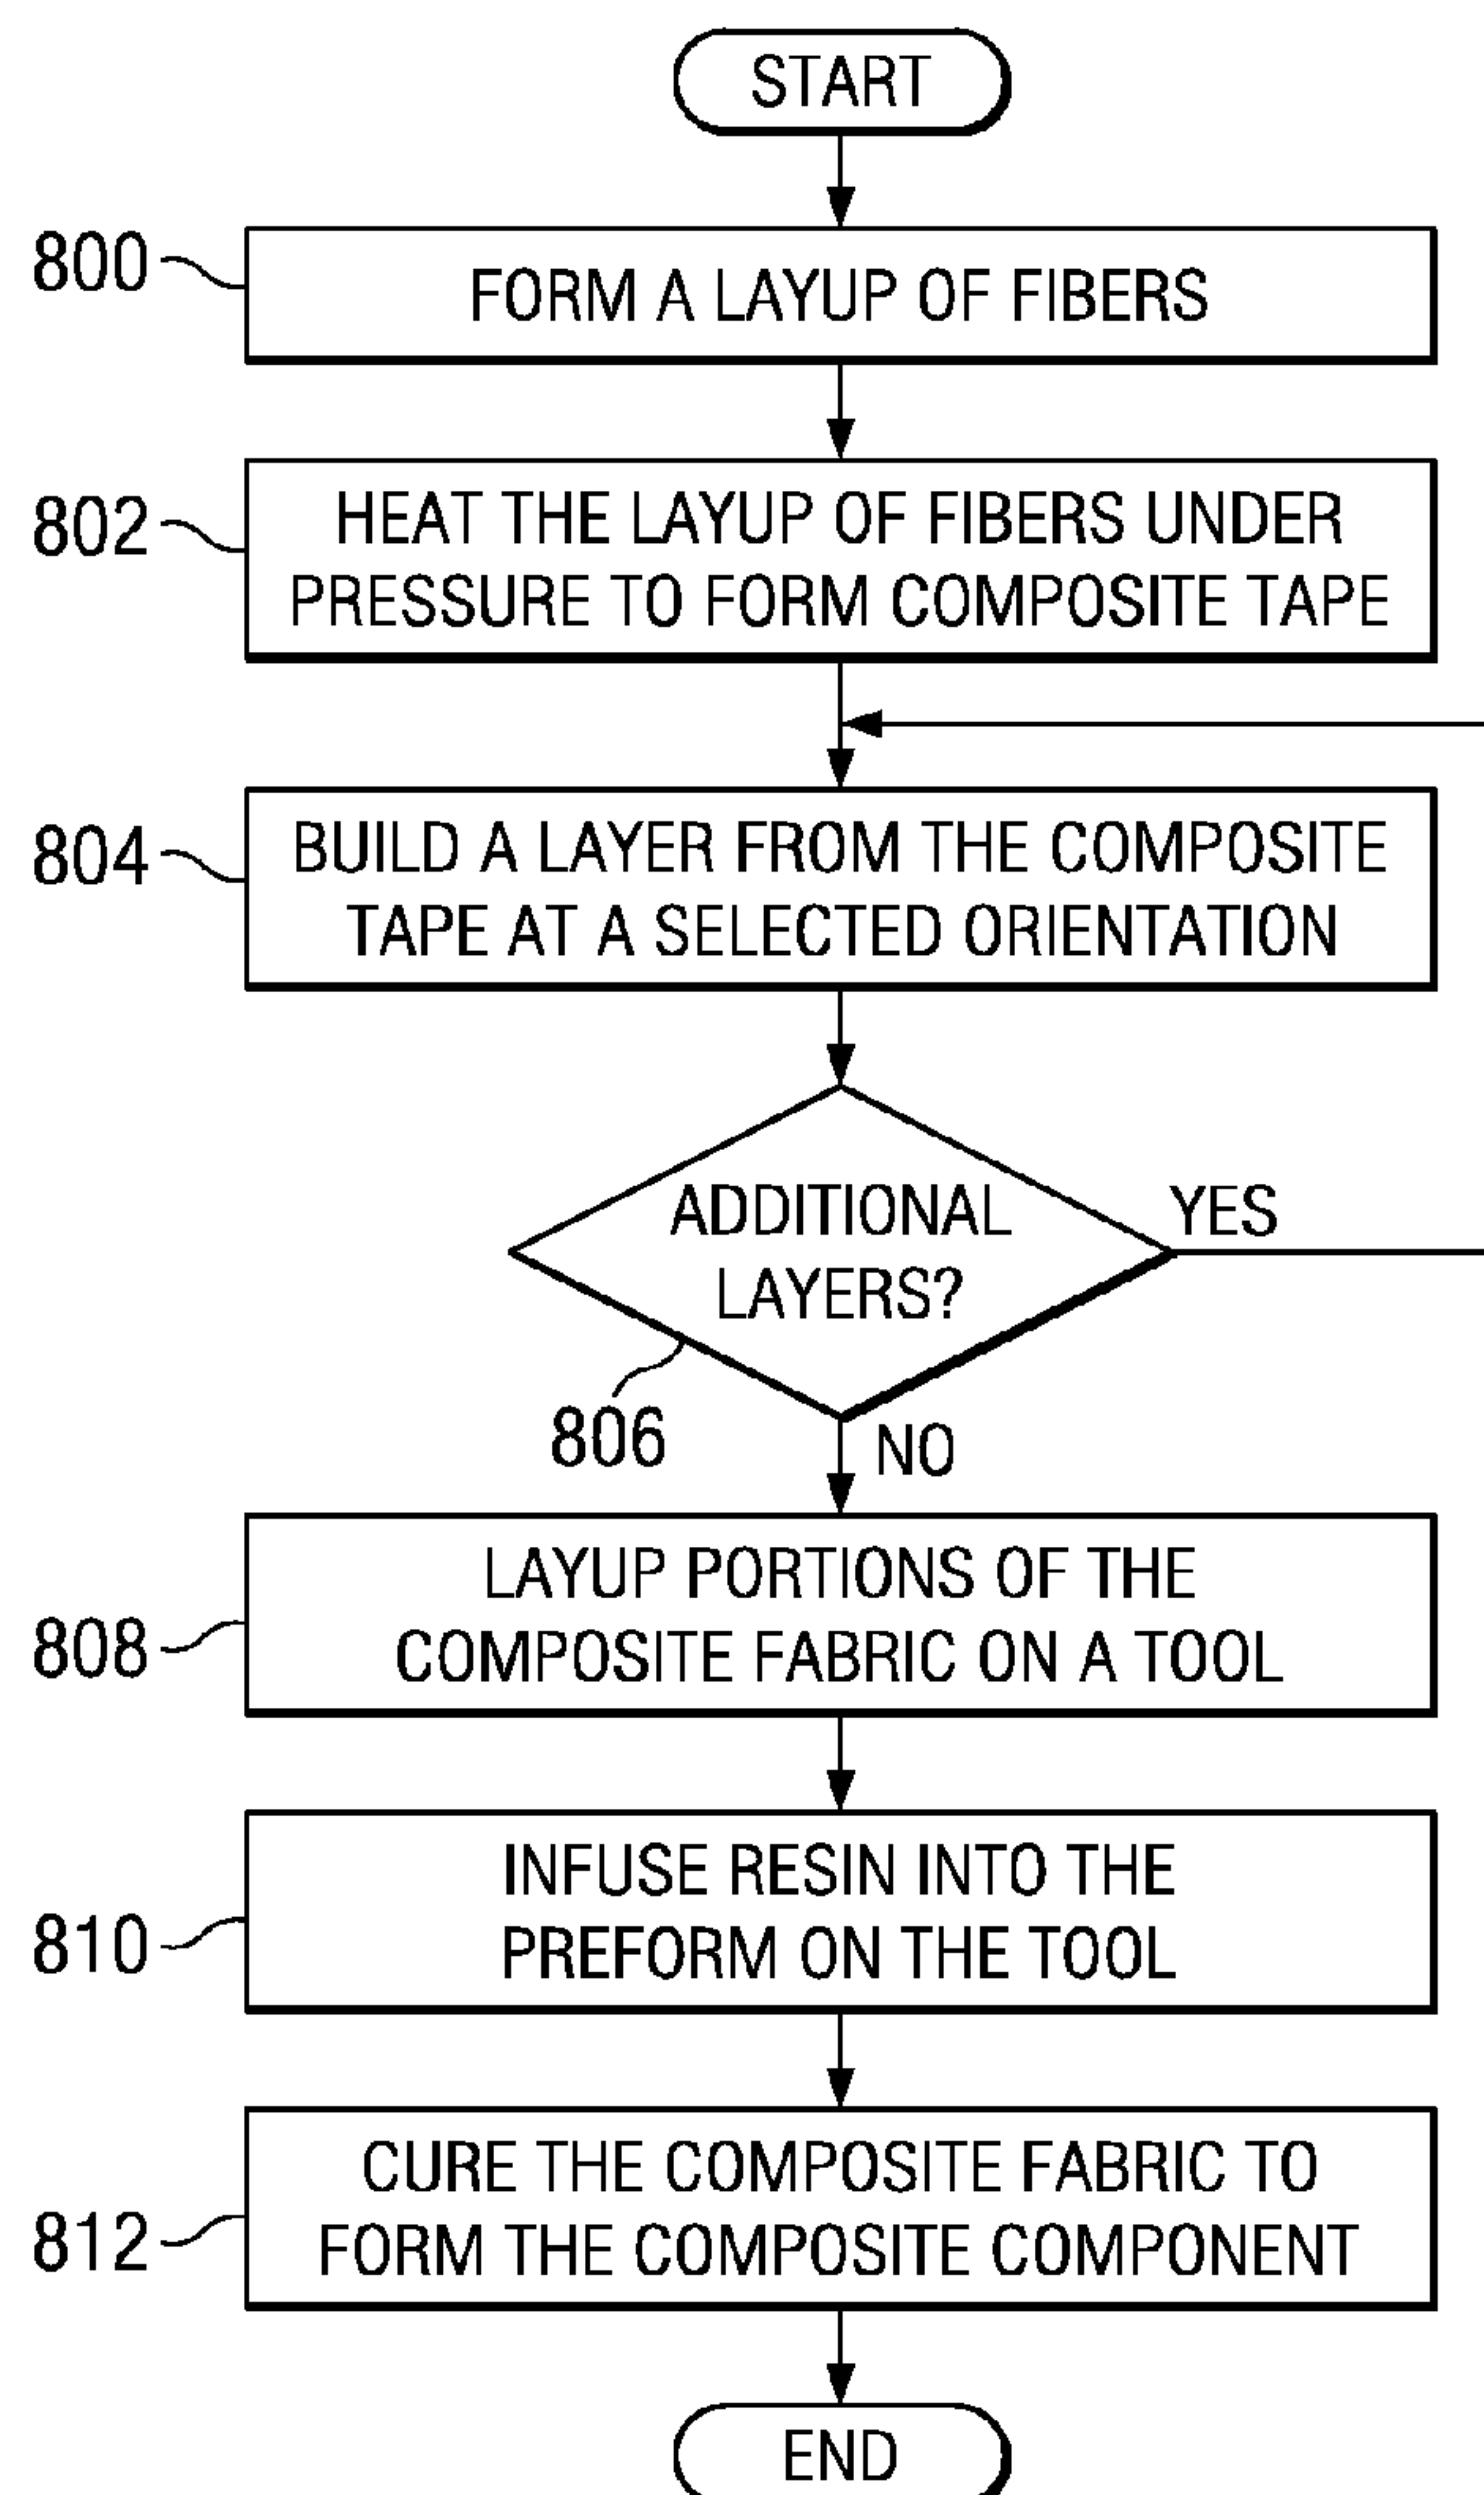 START
800
FORM A LAYUP OF FIBERS
802
HEAT THE LAYUP OF FIBERS UNDER
PRESSURE TO FORM COMPOSITE TAPE
804
BUILD A LAYER FROM THE COMPOSITE
TAPE AT A SELECTED ORIENTATION
ADDITIONAL
LAYERS?
YES
806
NO
808
LAYUP PORTIONS OF THE
COMPOSITE FABRIC ON A TOOL
810
INFUSE RESIN INTO THE
PREFORM ON THE TOOL
812
CURE THE COMPOSITE FABRIC TO
FORM THE COMPOSITE COMPONENT
END